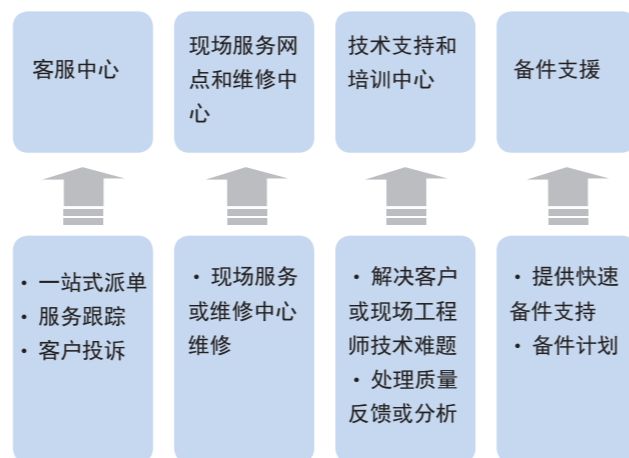 客服中心
现场服务网
点和维修中
心
技术支持和
培训中心
备件支援
· 一站式派单
· 服务跟踪
· 客户投诉
· 现场服务
或维修中心
维修
· 解决客户
或现场工程
师技术难题
· 处理质量
反馈或分析
· 提供快速
备件支持
· 备件计划